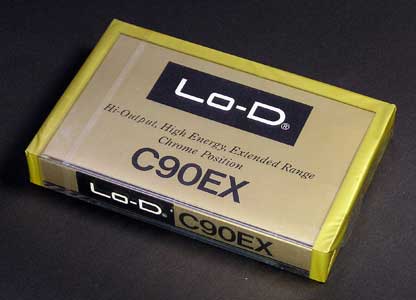 Lo-D®
Hi-Output, High Energy, Extended Range
Chrome Position
C90EX
Lo-D® C90EX